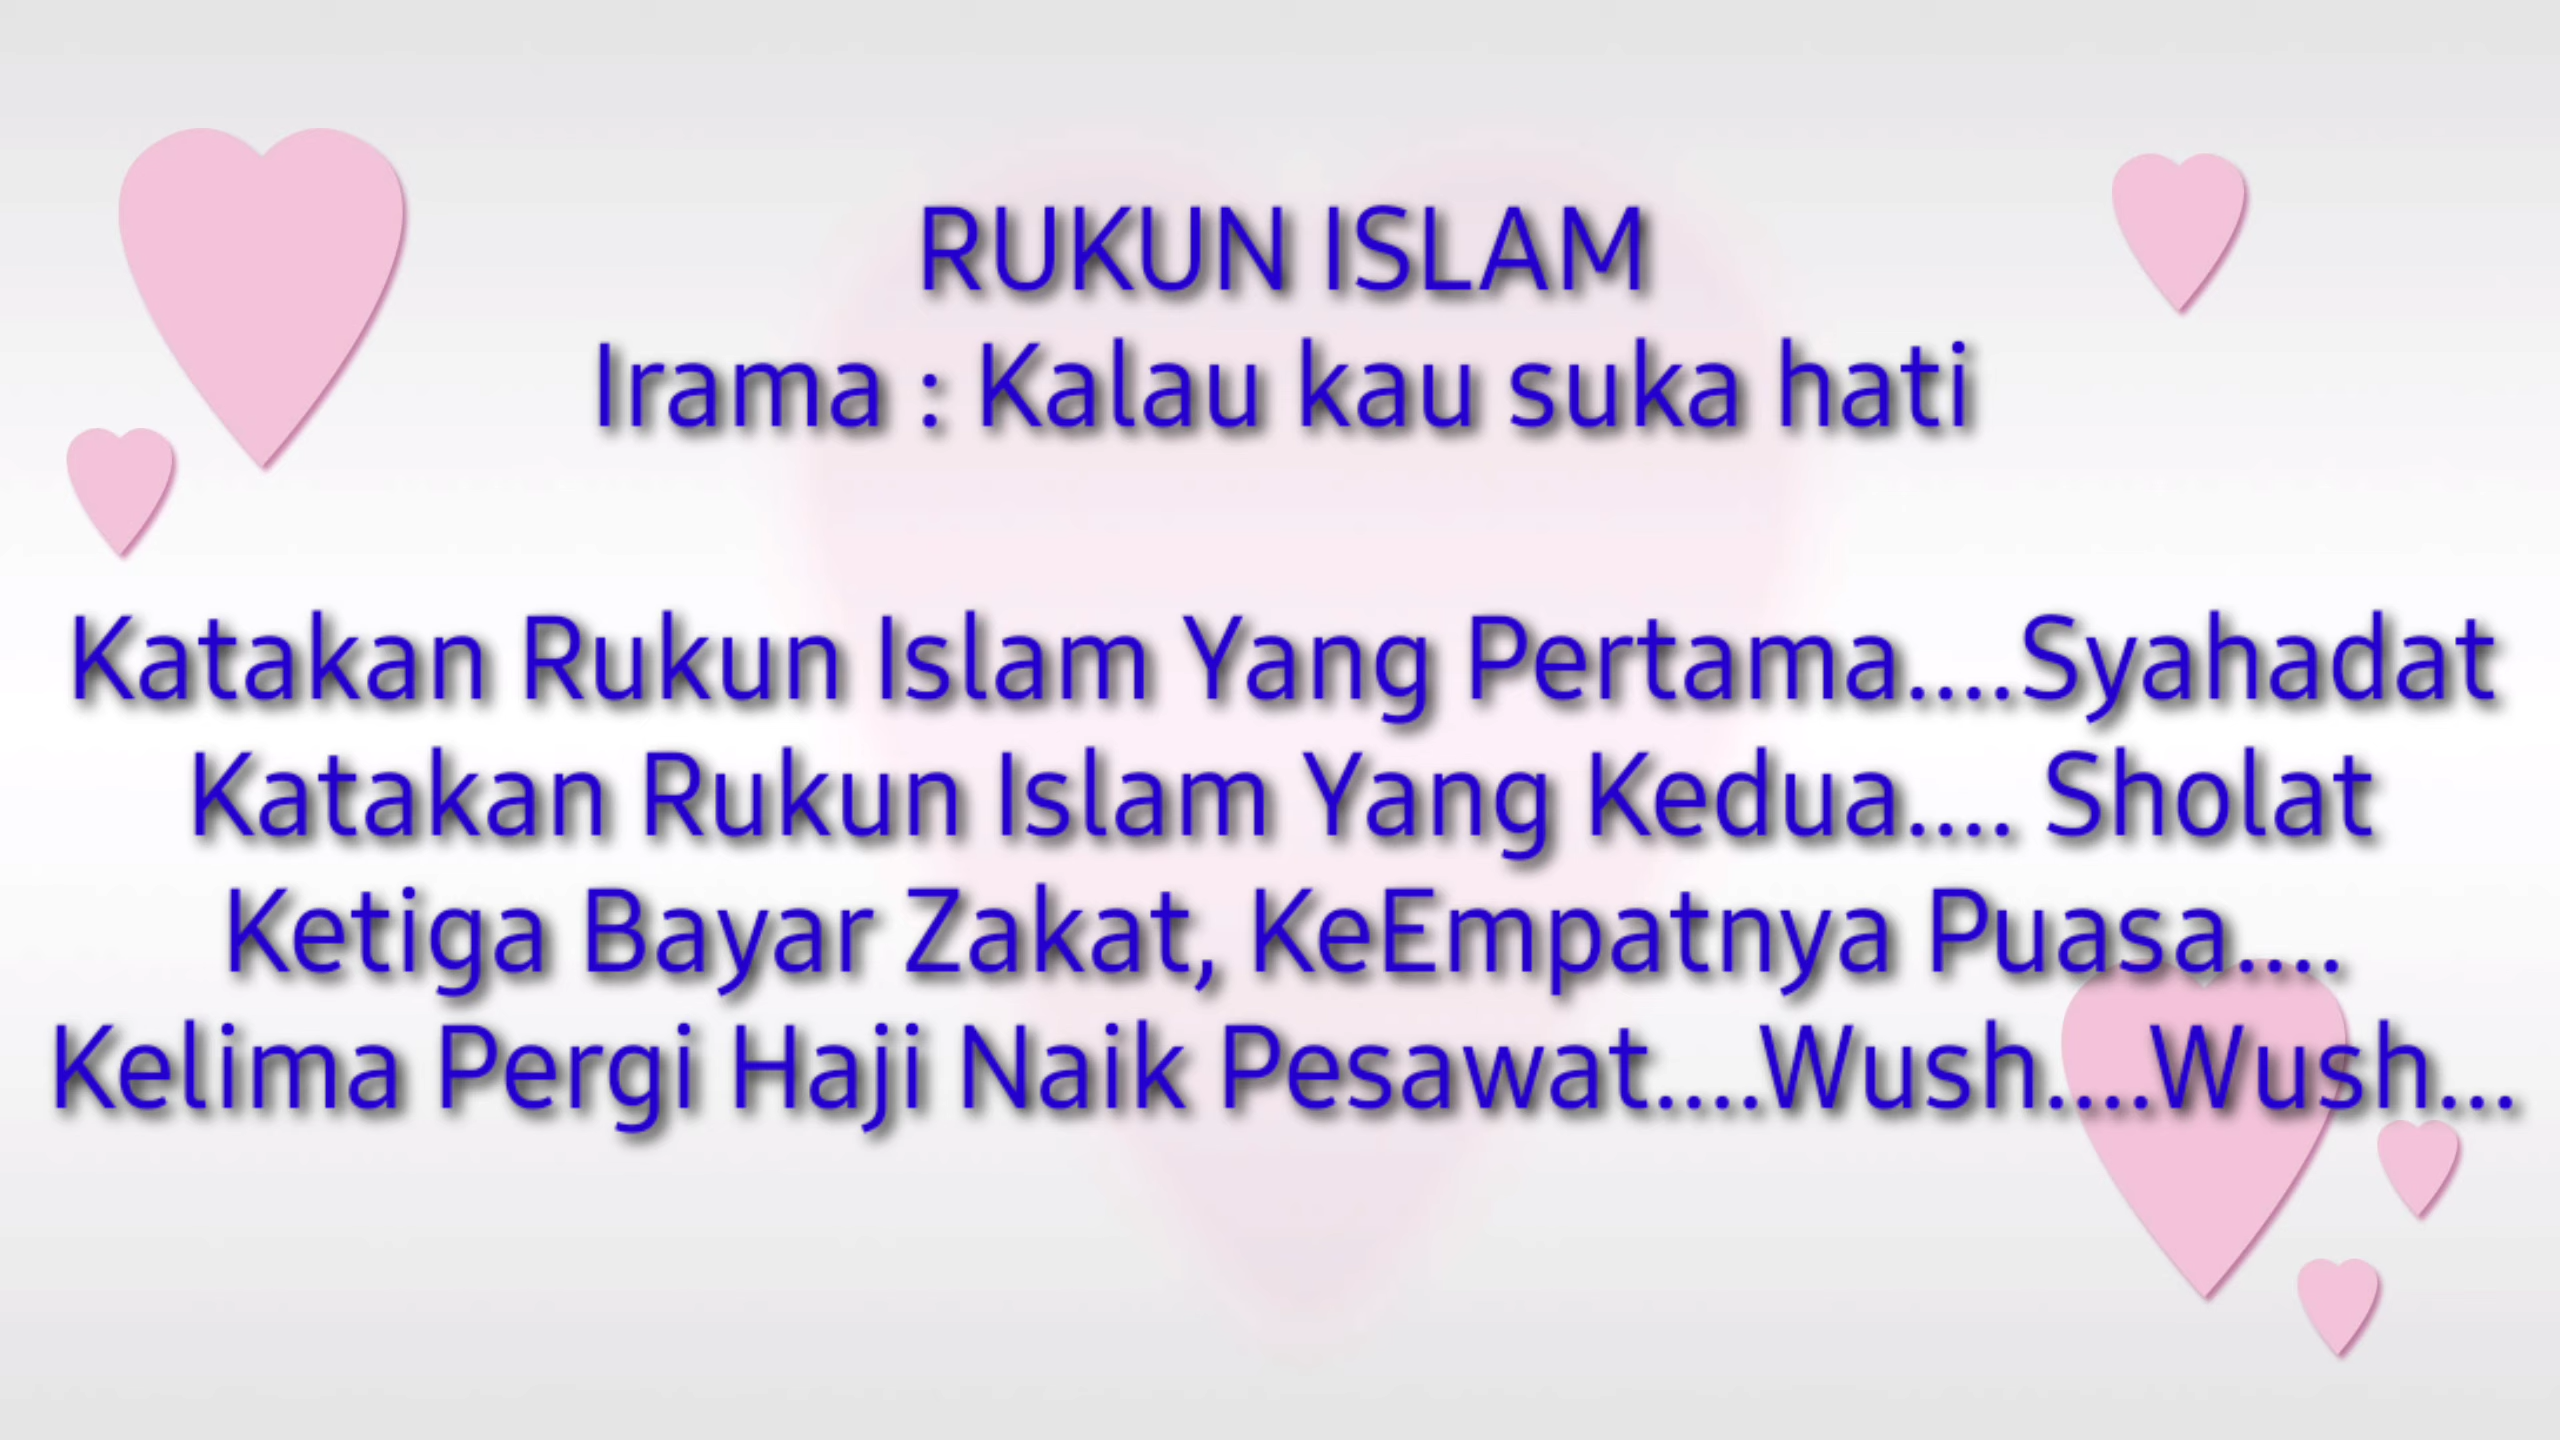 RUKUN ISLAM
Irama : Kalau kau suka hati
Katakan Rukun Islam Yang Pertama....Syahadat
Katakan Rukun Islam Yang Kedua.... Sholat
Ketiga Bayar Zakat, KeEmpatnya Puasa....
Kelima Pergi Haji Naik Pesawat....Wush....Wush...